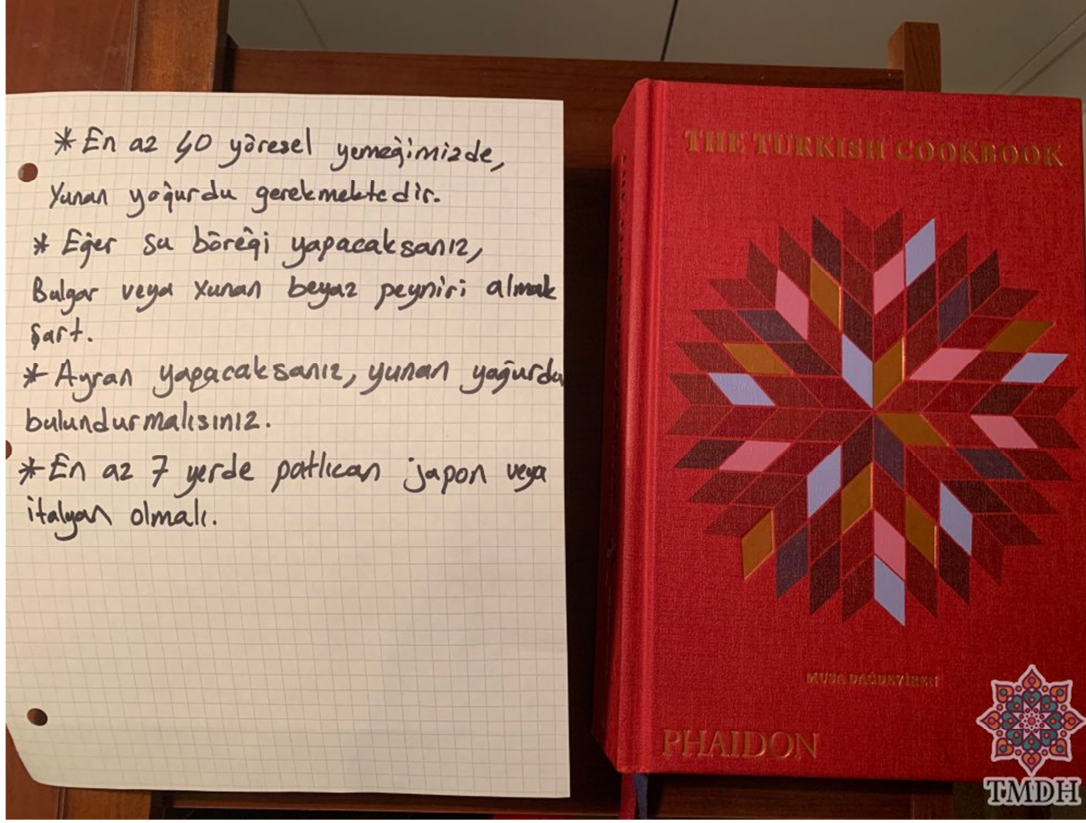 * En az 40 yöresel yemeğimizde,
Yunan yoğurdu gerekmektedir.
* Eğer su böreği yapacaksanız,
Bulgar veya Yunan beyaz peyniri almak
şart.
* Ayran yapacaksanız, yunan yağurdu
bulundurmalısınız.
* En az 7 yerde patlıcan japon veya
italyan olmalı.
THE TURKISH COOKBOOK
MUSA DAĞDEVİREN
PHAIDON
TMDH